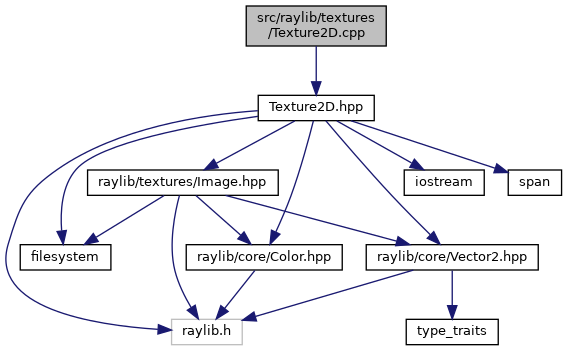 src/raylib/textures
/Texture2D.cpp
Texture2D.hpp
raylib/textures/Image.hpp
iostream
span
filesystem
raylib/core/Color.hpp
raylib/core/Vector2.hpp
raylib.h
type_traits